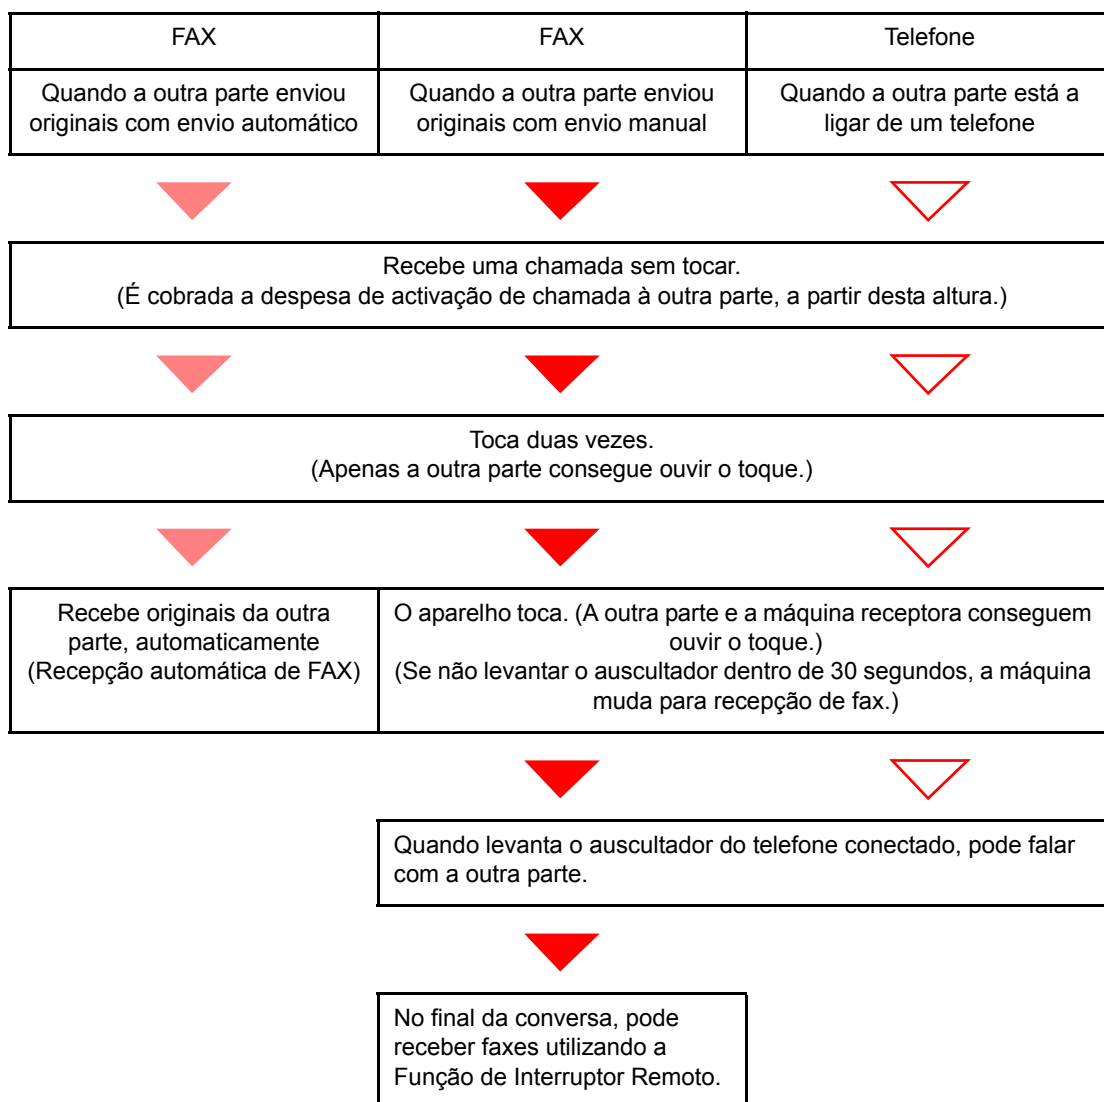 FAX
FAX
Telefone
Quando a outra parte enviou
originais com envio automático
Quando a outra parte enviou
originais com envio manual
Quando a outra parte está a
ligar de um telefone
Recebe uma chamada sem tocar.
(É cobrada a despesa de activação de chamada à outra parte, a partir desta altura.)
Toca duas vezes.
(Apenas a outra parte consegue ouvir o toque.)
Recebe originais da outra
parte, automaticamente
(Recepção automática de FAX)
O aparelho toca. (A outra parte e a máquina receptora conseguem
ouvir o toque.)
(Se não levantar o auscultador dentro de 30 segundos, a máquina
muda para recepção de fax.)
Quando levanta o auscultador do telefone conectado, pode falar
com a outra parte.
No final da conversa, pode
receber faxes utilizando a
Função de Interruptor Remoto.